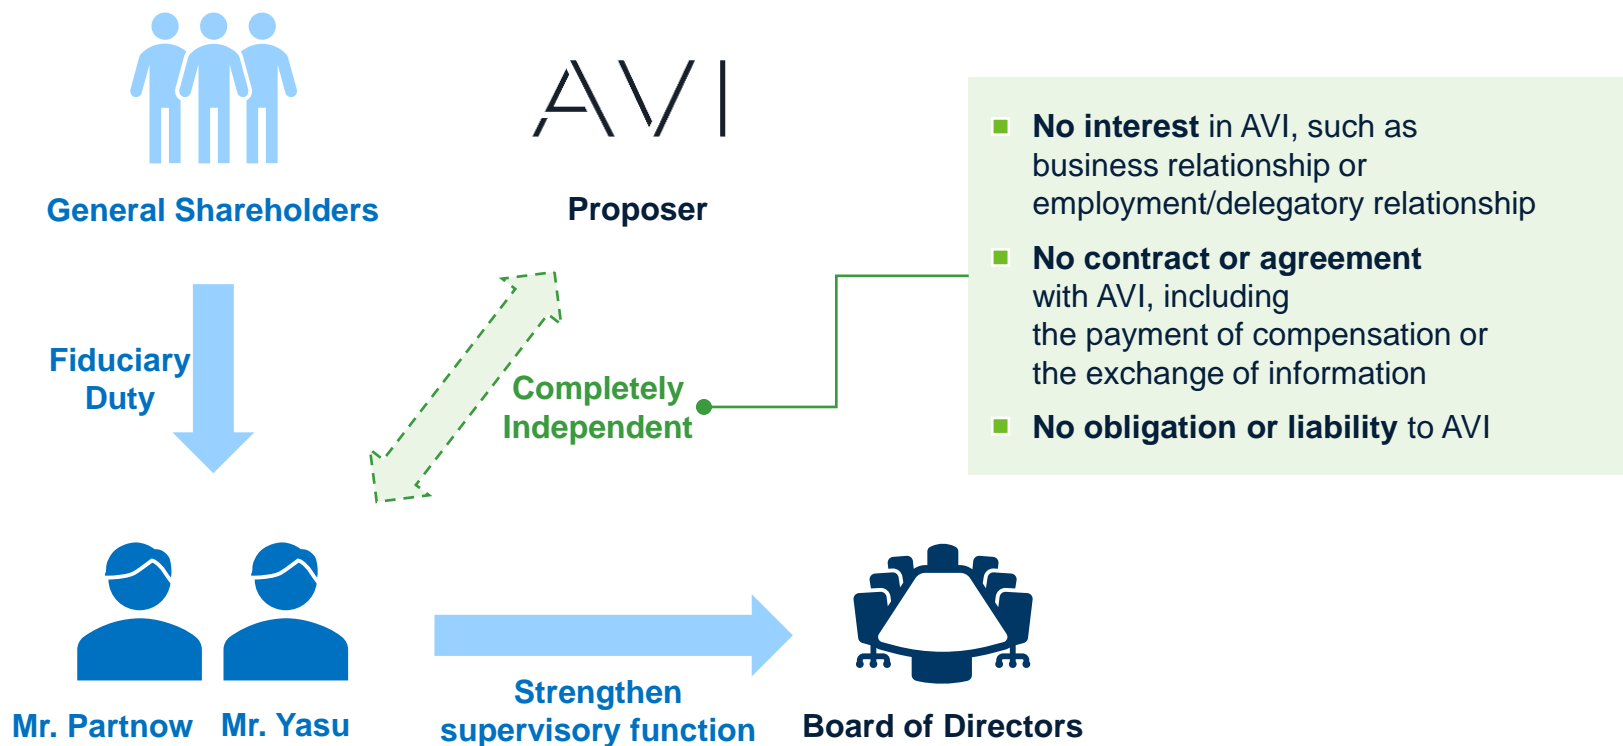 AVI
General Shareholders
Proposer
Fiduciary
Duty
Completely
Independent
No interest in AVI, such as
business relationship or
employment/delegatory relationship
No contract or agreement
with AVI, including
the payment of compensation or
the exchange of information
No obligation or liability to AVI
Mr. Partnow
Mr. Yasu
Strengthen
supervisory function
Board of Directors